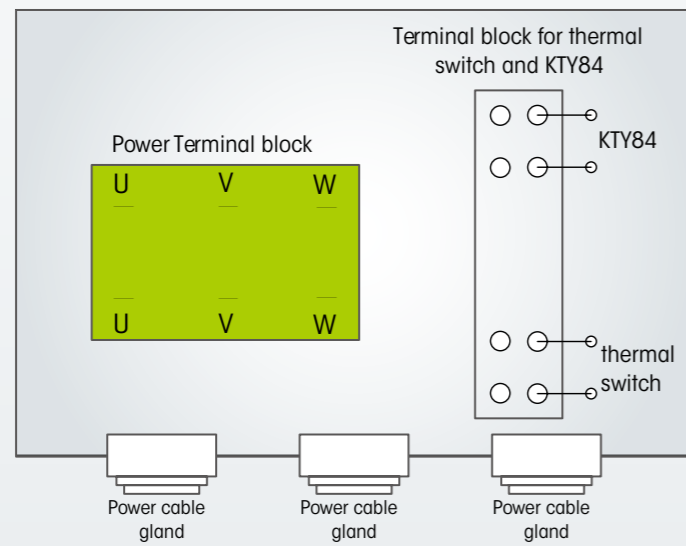 Terminal block for thermal
switch and KTY84
KTY84
Power Terminal block
U V W
U V W
thermal
switch
Power cable
gland
Power cable
gland
Power cable
gland